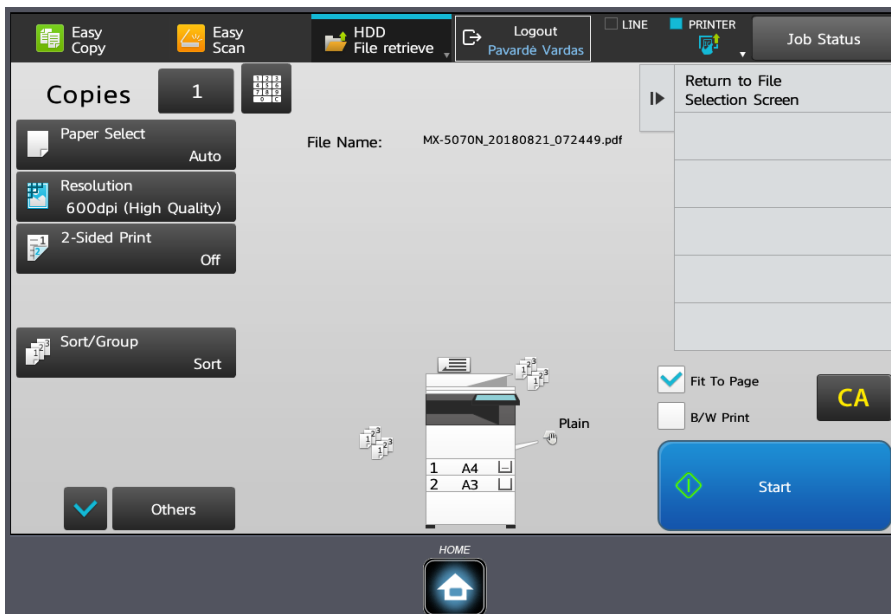 Easy
Copy
Easy
Scan
HDD
File retrieve
Logout
Pavardė Vardas
LINE
PRINTER
Job Status
Copies
1
Return to File
Selection Screen
Paper Select
Auto
File Name:
MX-5070N_20180821_072449.pdf
Resolution
600dpi (High Quality)
2-Sided Print
Off
Sort/Group
Sort
Fit To Page
CA
B/W Print
Plain
1 A4
2 A3
Start
Others
HOME